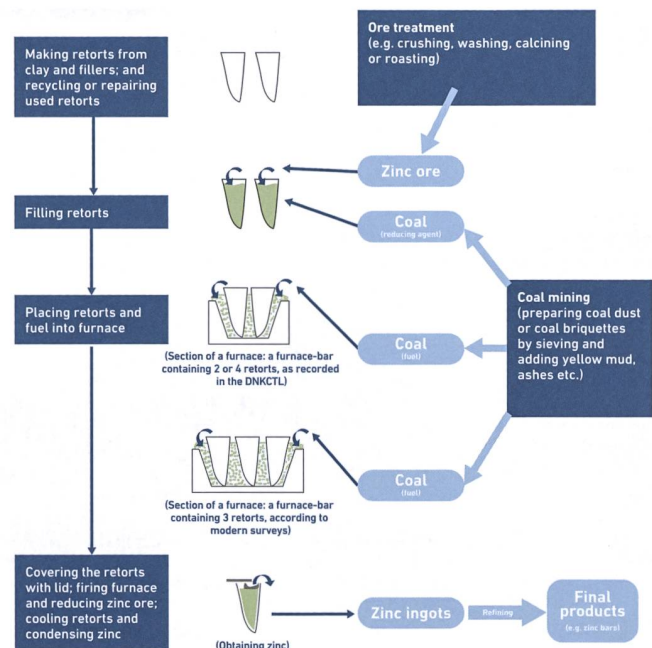 Making retorts from
clay and fillers; and
recycling or repairing
used retorts
Ore treatment
(e.g. crushing, washing, calcining
or roasting)
Zinc ore
Filling retorts
Coal
(reducing agent)
Placing retorts and
fuel into furnace
Coal
(fuel)
Coal mining
(preparing coal dust
or coal briquettes
by sieving and
adding yellow mud,
ashes etc.)
(Section of a furnace: a furnace-bar
containing 2 or 4 retorts, as recorded
in the DNKCTL)
Coal
(fuel)
(Section of a furnace: a furnace-bar
containing 3 retorts, according to
modern surveys)
Covering the retorts
with lid; firing furnace
and reducing zinc ore;
cooling retorts and
condensing zinc
(Obtaining zinc)
Zinc ingots
Refining
Final
products
(e.g. zinc bars)